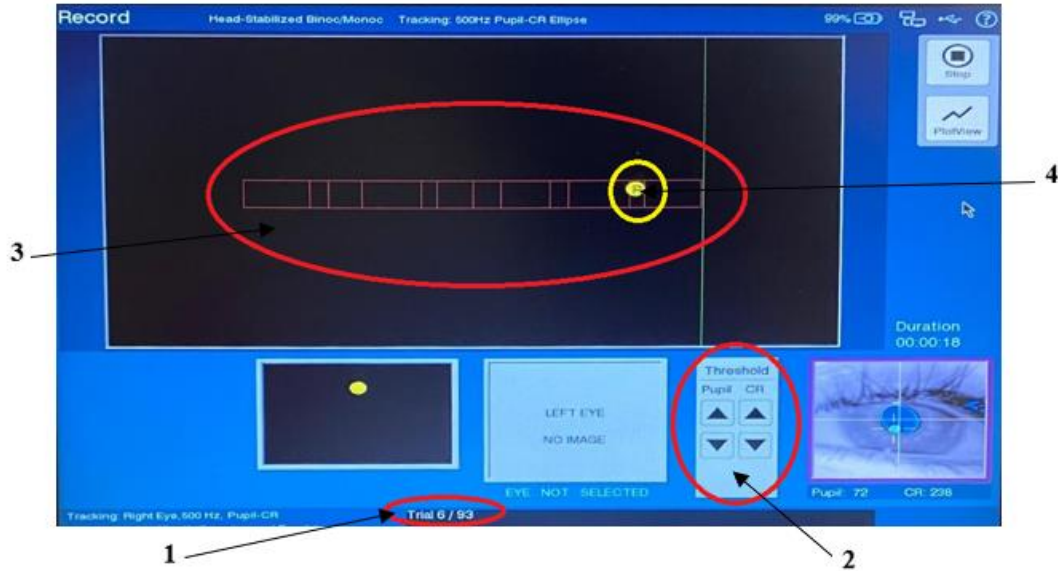 Record Head-Stabilized Binoc/Monoc Tracking: 500Hz Pupil-CR Ellipse 99%
Stop
PlotView
4
R
3
Duration
00:00:18
Threshold
Pupil CR
LEFT EYE
NO IMAGE
EYE NOT SELECTED
Pupil: 72 CR: 238
Tracking: Right Eye,500 Hz, Pupil-CR
Trial 6 / 93
1
2